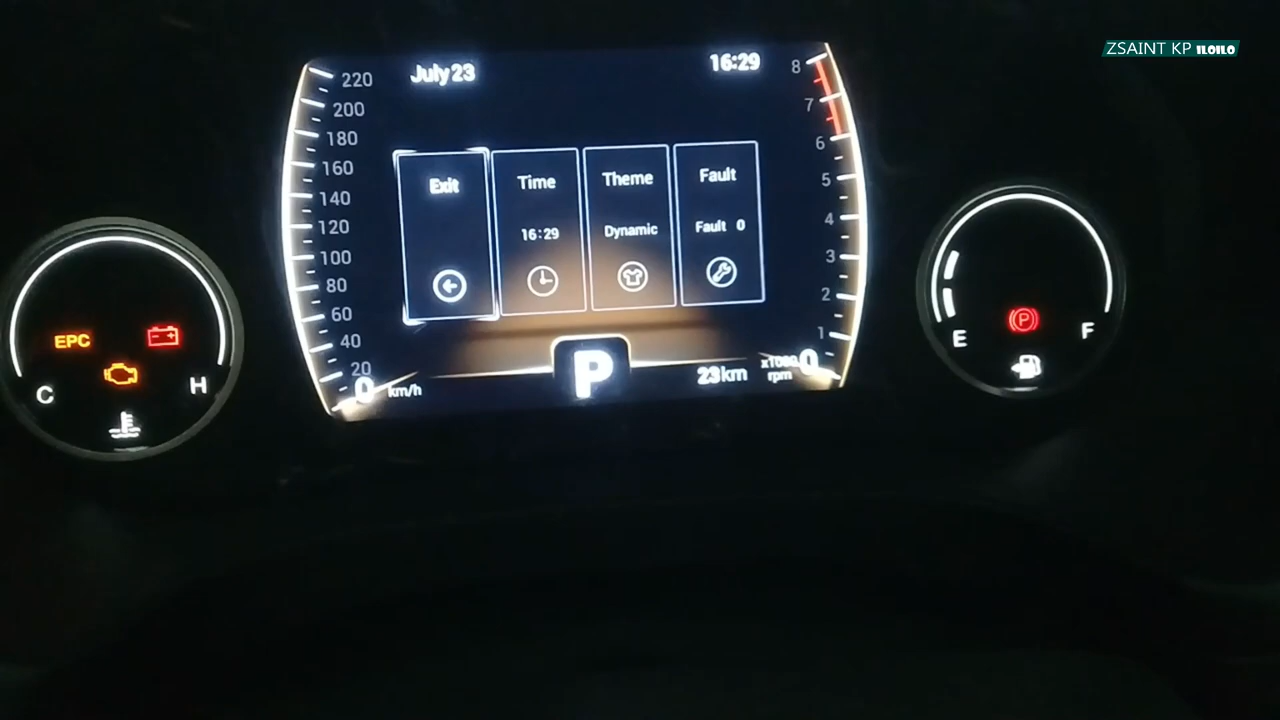 ZSAINT KP ILOILO
July 23
16:29
220
200
180
160
140
120
100
80
60
40
20
0
km/h
Exit
Time
16:29
Theme
Dynamic
Fault
Fault 0
P
23km
8
7
6
5
4
3
2
1
0
x1000
rpm
EPC
C
H
P
E
F